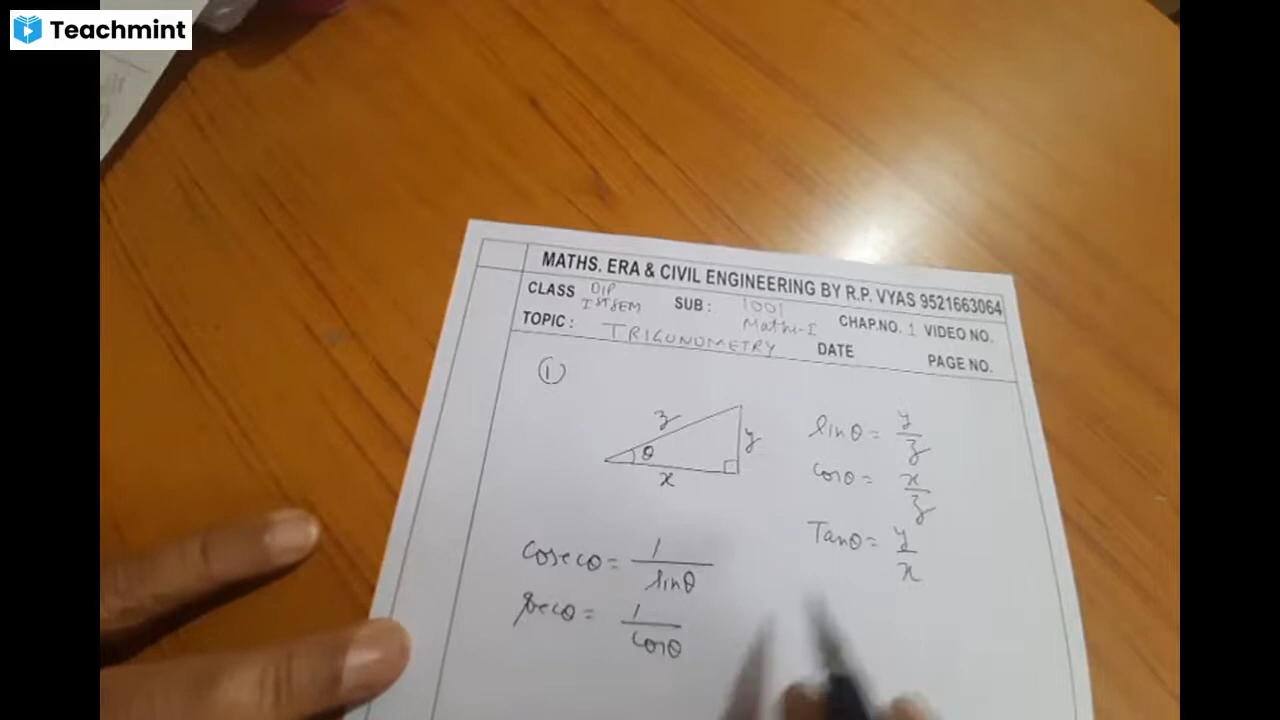 Teachmint
MATHS. ERA & CIVIL ENGINEERING BY R.P. VYAS 9521663064
CLASS DIP
IST SEM
SUB : 1001
Maths-I
CHAP.NO. 1 VIDEO NO.
TOPIC : TRIGONOMETRY DATE PAGE NO.
①
z
θ
y
x
sinθ = y/z
cosθ = x/z
Tanθ = y/x
cosecθ = 1/sinθ
secθ = 1/cosθ